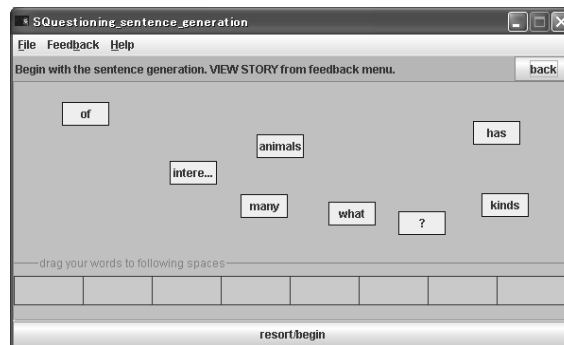 SQuestioning_sentence_generation
File Feedback Help
Begin with the sentence generation. VIEW STORY from feedback menu.
back
of
has
animals
intere...
many
what
kinds
?
drag your words to following spaces
resort/begin